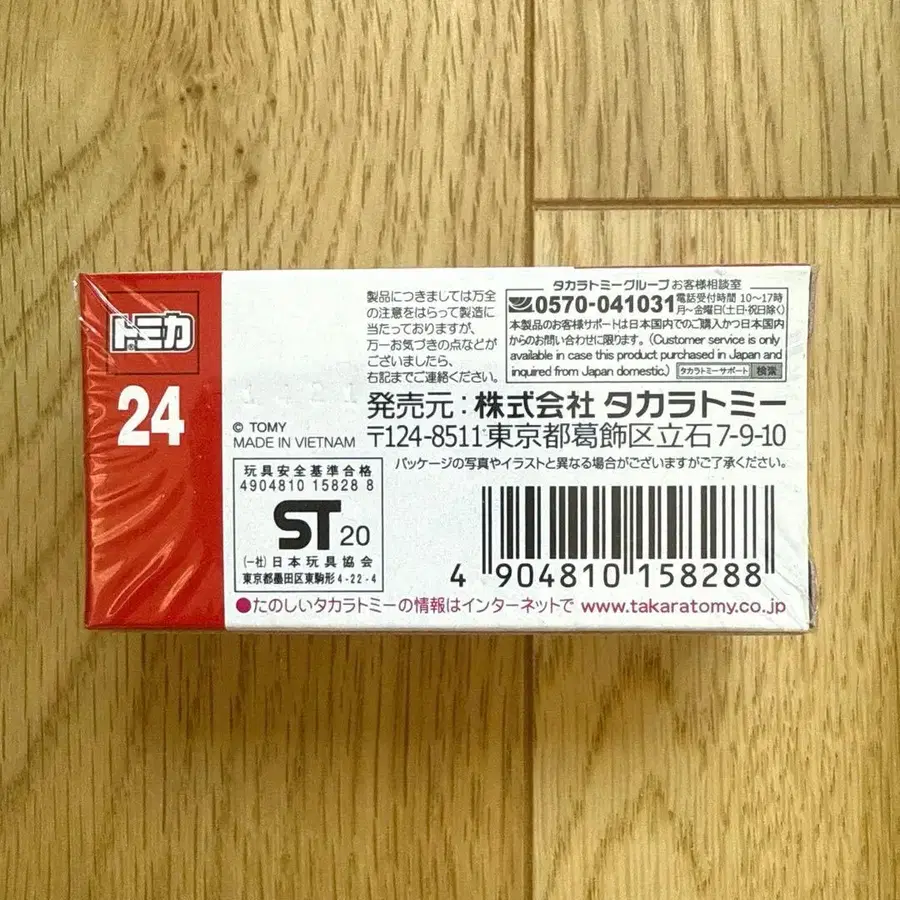 トミカ
24
製品につきましては万全
の注意をはらって製造に
当たっておりますが、
万一お気づきの点などが
ございましたら、
右記までご連絡ください。
タカラトミーグループお客様相談室
0570-041031 電話受付時間 10〜17時
月〜金曜日(土日・祝日除く)
本製品のお客様サポートは日本国内でのご購入かつ日本国内
からのお問い合わせに限ります。(Customer service is only
available in case this product purchased in Japan and
inquired from Japan domestic.) タカラトミーサポート 検索
© TOMY
MADE IN VIETNAM
発売元:株式会社 タカラトミー
〒124-8511 東京都葛飾区立石7-9-10
パッケージの写真やイラストと異なる場合がございますがご了承ください。
玩具安全基準合格
4904810 15828 8
ST 20
(一社)日本玩具協会
東京都墨田区東駒形4-22-4
4 904810 158288
●たのしいタカラトミーの情報はインターネットで www.takaratomy.co.jp